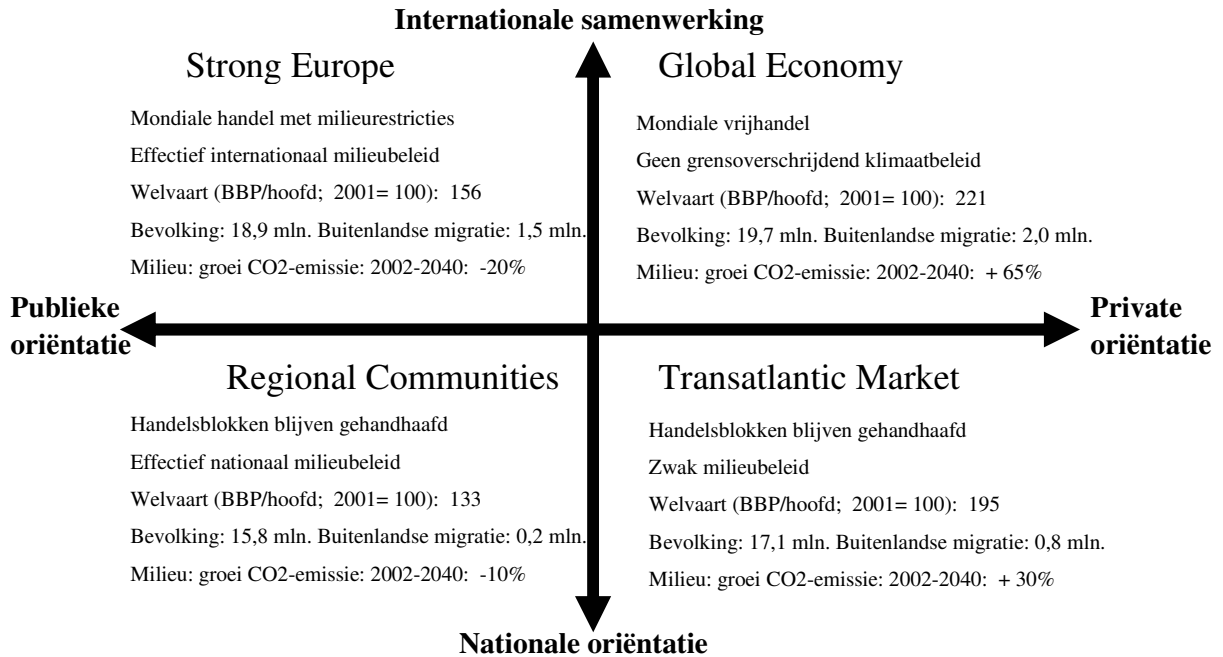 Internationale samenwerking
Strong Europe
Mondiale handel met milieurestricties
Effectief internationaal milieubeleid
Welvaart (BBP/hoofd;  2001= 100):  156
Bevolking: 18,9 mln. Buitenlandse migratie: 1,5 mln.
Milieu: groei CO2-emissie: 2002-2040:  -20%
Global Economy
Mondiale vrijhandel
Geen grensoverschrijdend klimaatbeleid
Welvaart (BBP/hoofd;  2001= 100):  221
Bevolking: 19,7 mln. Buitenlandse migratie: 2,0 mln.
Milieu: groei CO2-emissie: 2002-2040:  + 65%
Publieke
oriëntatie
Private
oriëntatie
Regional Communities
Handelsblokken blijven gehandhaafd
Effectief nationaal milieubeleid
Welvaart (BBP/hoofd;  2001= 100):  133
Bevolking: 15,8 mln. Buitenlandse migratie: 0,2 mln.
Milieu: groei CO2-emissie: 2002-2040:  -10%
Transatlantic Market
Handelsblokken blijven gehandhaafd
Zwak milieubeleid
Welvaart (BBP/hoofd;  2001= 100):  195
Bevolking: 17,1 mln. Buitenlandse migratie: 0,8 mln.
Milieu: groei CO2-emissie: 2002-2040:  + 30%
Nationale oriëntatie